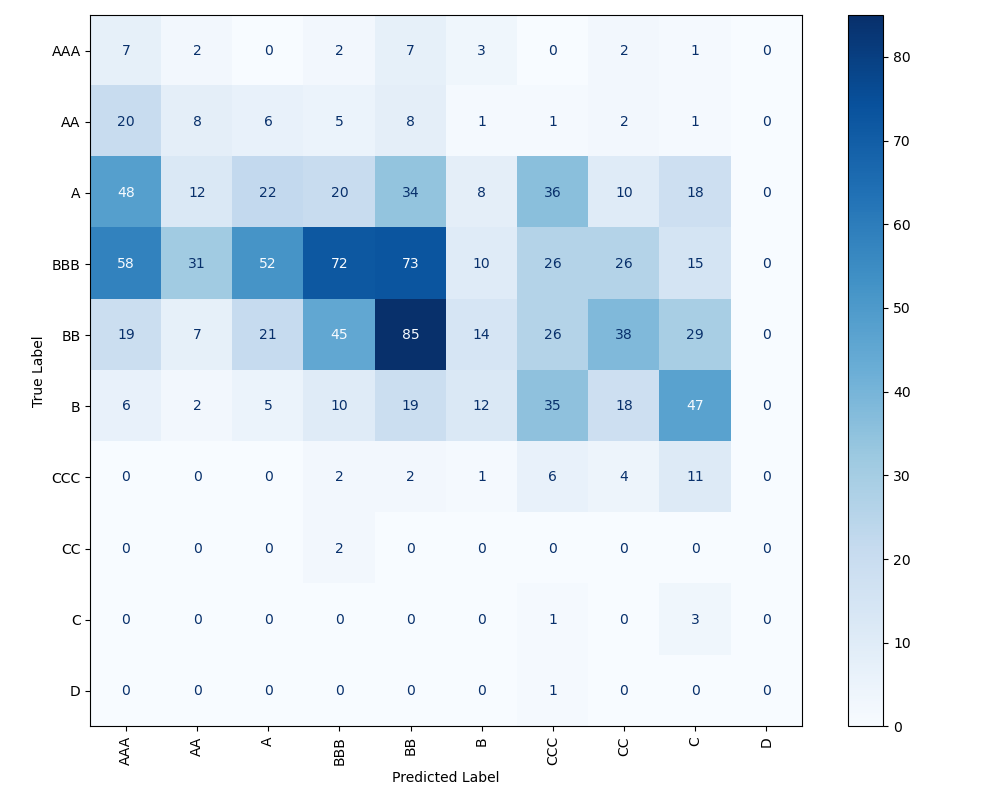 AAA 7 2 0 2 7 3 0 2 1 0
AA 20 8 6 5 8 1 1 2 1 0
A 48 12 22 20 34 8 36 10 18 0
BBB 58 31 52 72 73 10 26 26 15 0
BB 19 7 21 45 85 14 26 38 29 0
B 6 2 5 10 19 12 35 18 47 0
CCC 0 0 0 2 2 1 6 4 11 0
CC 0 0 0 2 0 0 0 0 0 0
C 0 0 0 0 0 0 1 0 3 0
D 0 0 0 0 0 0 1 0 0 0
AAA AA A BBB BB B CCC CC C D
Predicted Label
True Label
80
70
60
50
40
30
20
10
0